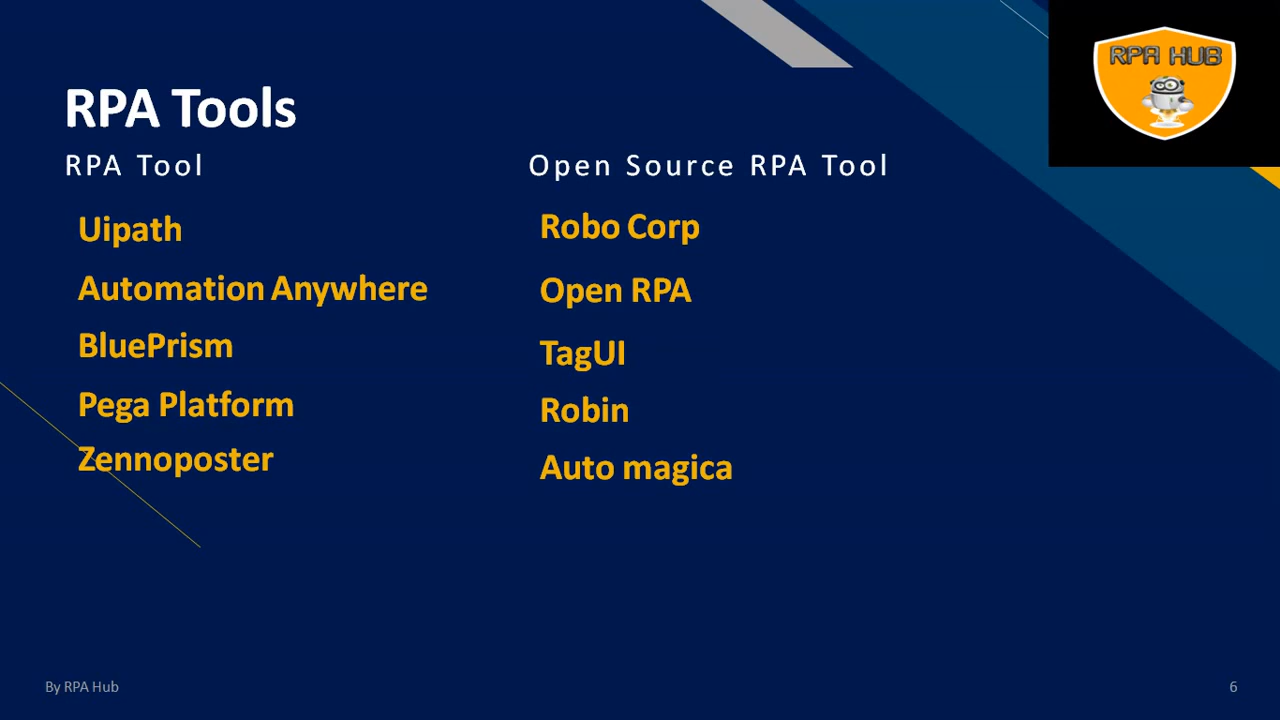 RPA HUB
RPA Tools
RPA Tool
Uipath
Automation Anywhere
BluePrism
Pega Platform
Zennoposter
Open Source RPA Tool
Robo Corp
Open RPA
TagUI
Robin
Auto magica
By RPA Hub
6